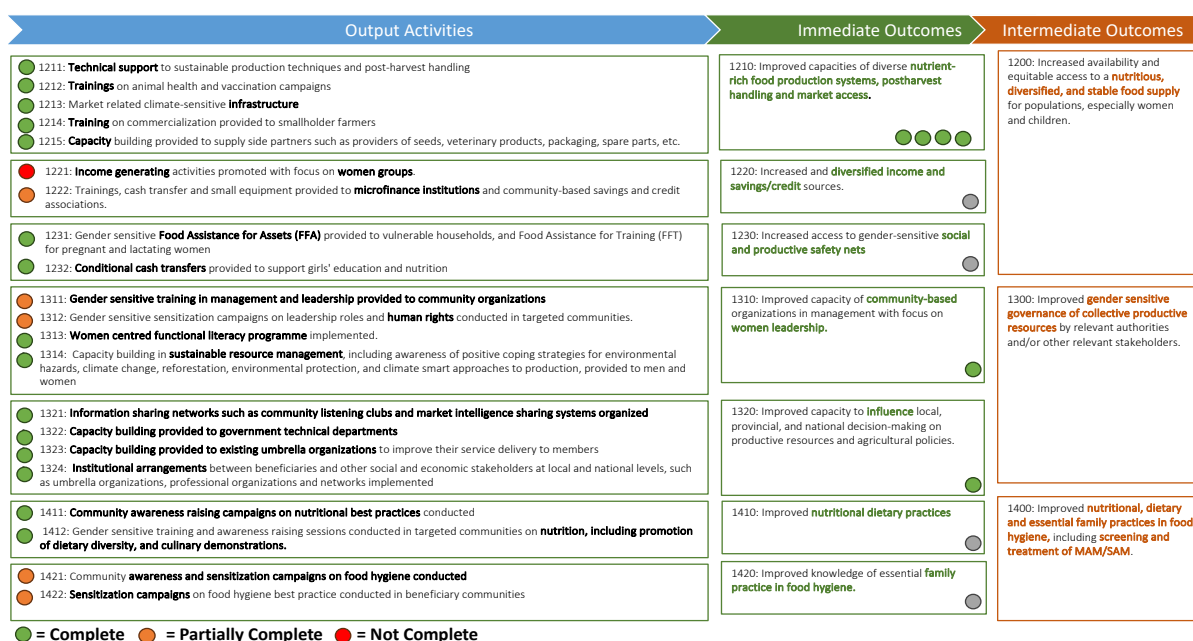 Output Activities
Immediate Outcomes
Intermediate Outcomes
1211: Technical support to sustainable production techniques and post-harvest handling
1212: Trainings on animal health and vaccination campaigns
1213: Market related climate-sensitive infrastructure
1214: Training on commercialization provided to smallholder farmers
1215: Capacity building provided to supply side partners such as providers of seeds, veterinary products, packaging, spare parts, etc.
1210: Improved capacities of diverse nutrient-
rich food production systems, postharvest
handling and market access.
1200: Increased availability and
equitable access to a nutritious,
diversified, and stable food supply
for populations, especially women
and children.
1221: Income generating activities promoted with focus on women groups.
1222: Trainings, cash transfer and small equipment provided to microfinance institutions and community-based savings and credit
associations.
1220: Increased and diversified income and
savings/credit sources.
1231: Gender sensitive Food Assistance for Assets (FFA) provided to vulnerable households, and Food Assistance for Training (FFT)
for pregnant and lactating women
1232: Conditional cash transfers provided to support girls' education and nutrition
1230: Increased access to gender-sensitive social
and productive safety nets
1311: Gender sensitive training in management and leadership provided to community organizations
1312: Gender sensitive sensitization campaigns on leadership roles and human rights conducted in targeted communities.
1313: Women centred functional literacy programme implemented.
1314: Capacity building in sustainable resource management, including awareness of positive coping strategies for environmental
hazards, climate change, reforestation, environmental protection, and climate smart approaches to production, provided to men and
women
1310: Improved capacity of community-based
organizations in management with focus on
women leadership.
1300: Improved gender sensitive
governance of collective productive
resources by relevant authorities
and/or other relevant stakeholders.
1321: Information sharing networks such as community listening clubs and market intelligence sharing systems organized
1322: Capacity building provided to government technical departments
1323: Capacity building provided to existing umbrella organizations to improve their service delivery to members
1324: Institutional arrangements between beneficiaries and other social and economic stakeholders at local and national levels, such
as umbrella organizations, professional organizations and networks implemented
1320: Improved capacity to influence local,
provincial, and national decision-making on
productive resources and agricultural policies.
1411: Community awareness raising campaigns on nutritional best practices conducted
1412: Gender sensitive training and awareness raising sessions conducted in targeted communities on nutrition, including promotion
of dietary diversity, and culinary demonstrations.
1410: Improved nutritional dietary practices
1400: Improved nutritional, dietary
and essential family practices in food
hygiene, including screening and
treatment of MAM/SAM.
1421: Community awareness and sensitization campaigns on food hygiene conducted
1422: Sensitization campaigns on food hygiene best practice conducted in beneficiary communities
1420: Improved knowledge of essential family
practice in food hygiene.
= Complete = Partially Complete = Not Complete